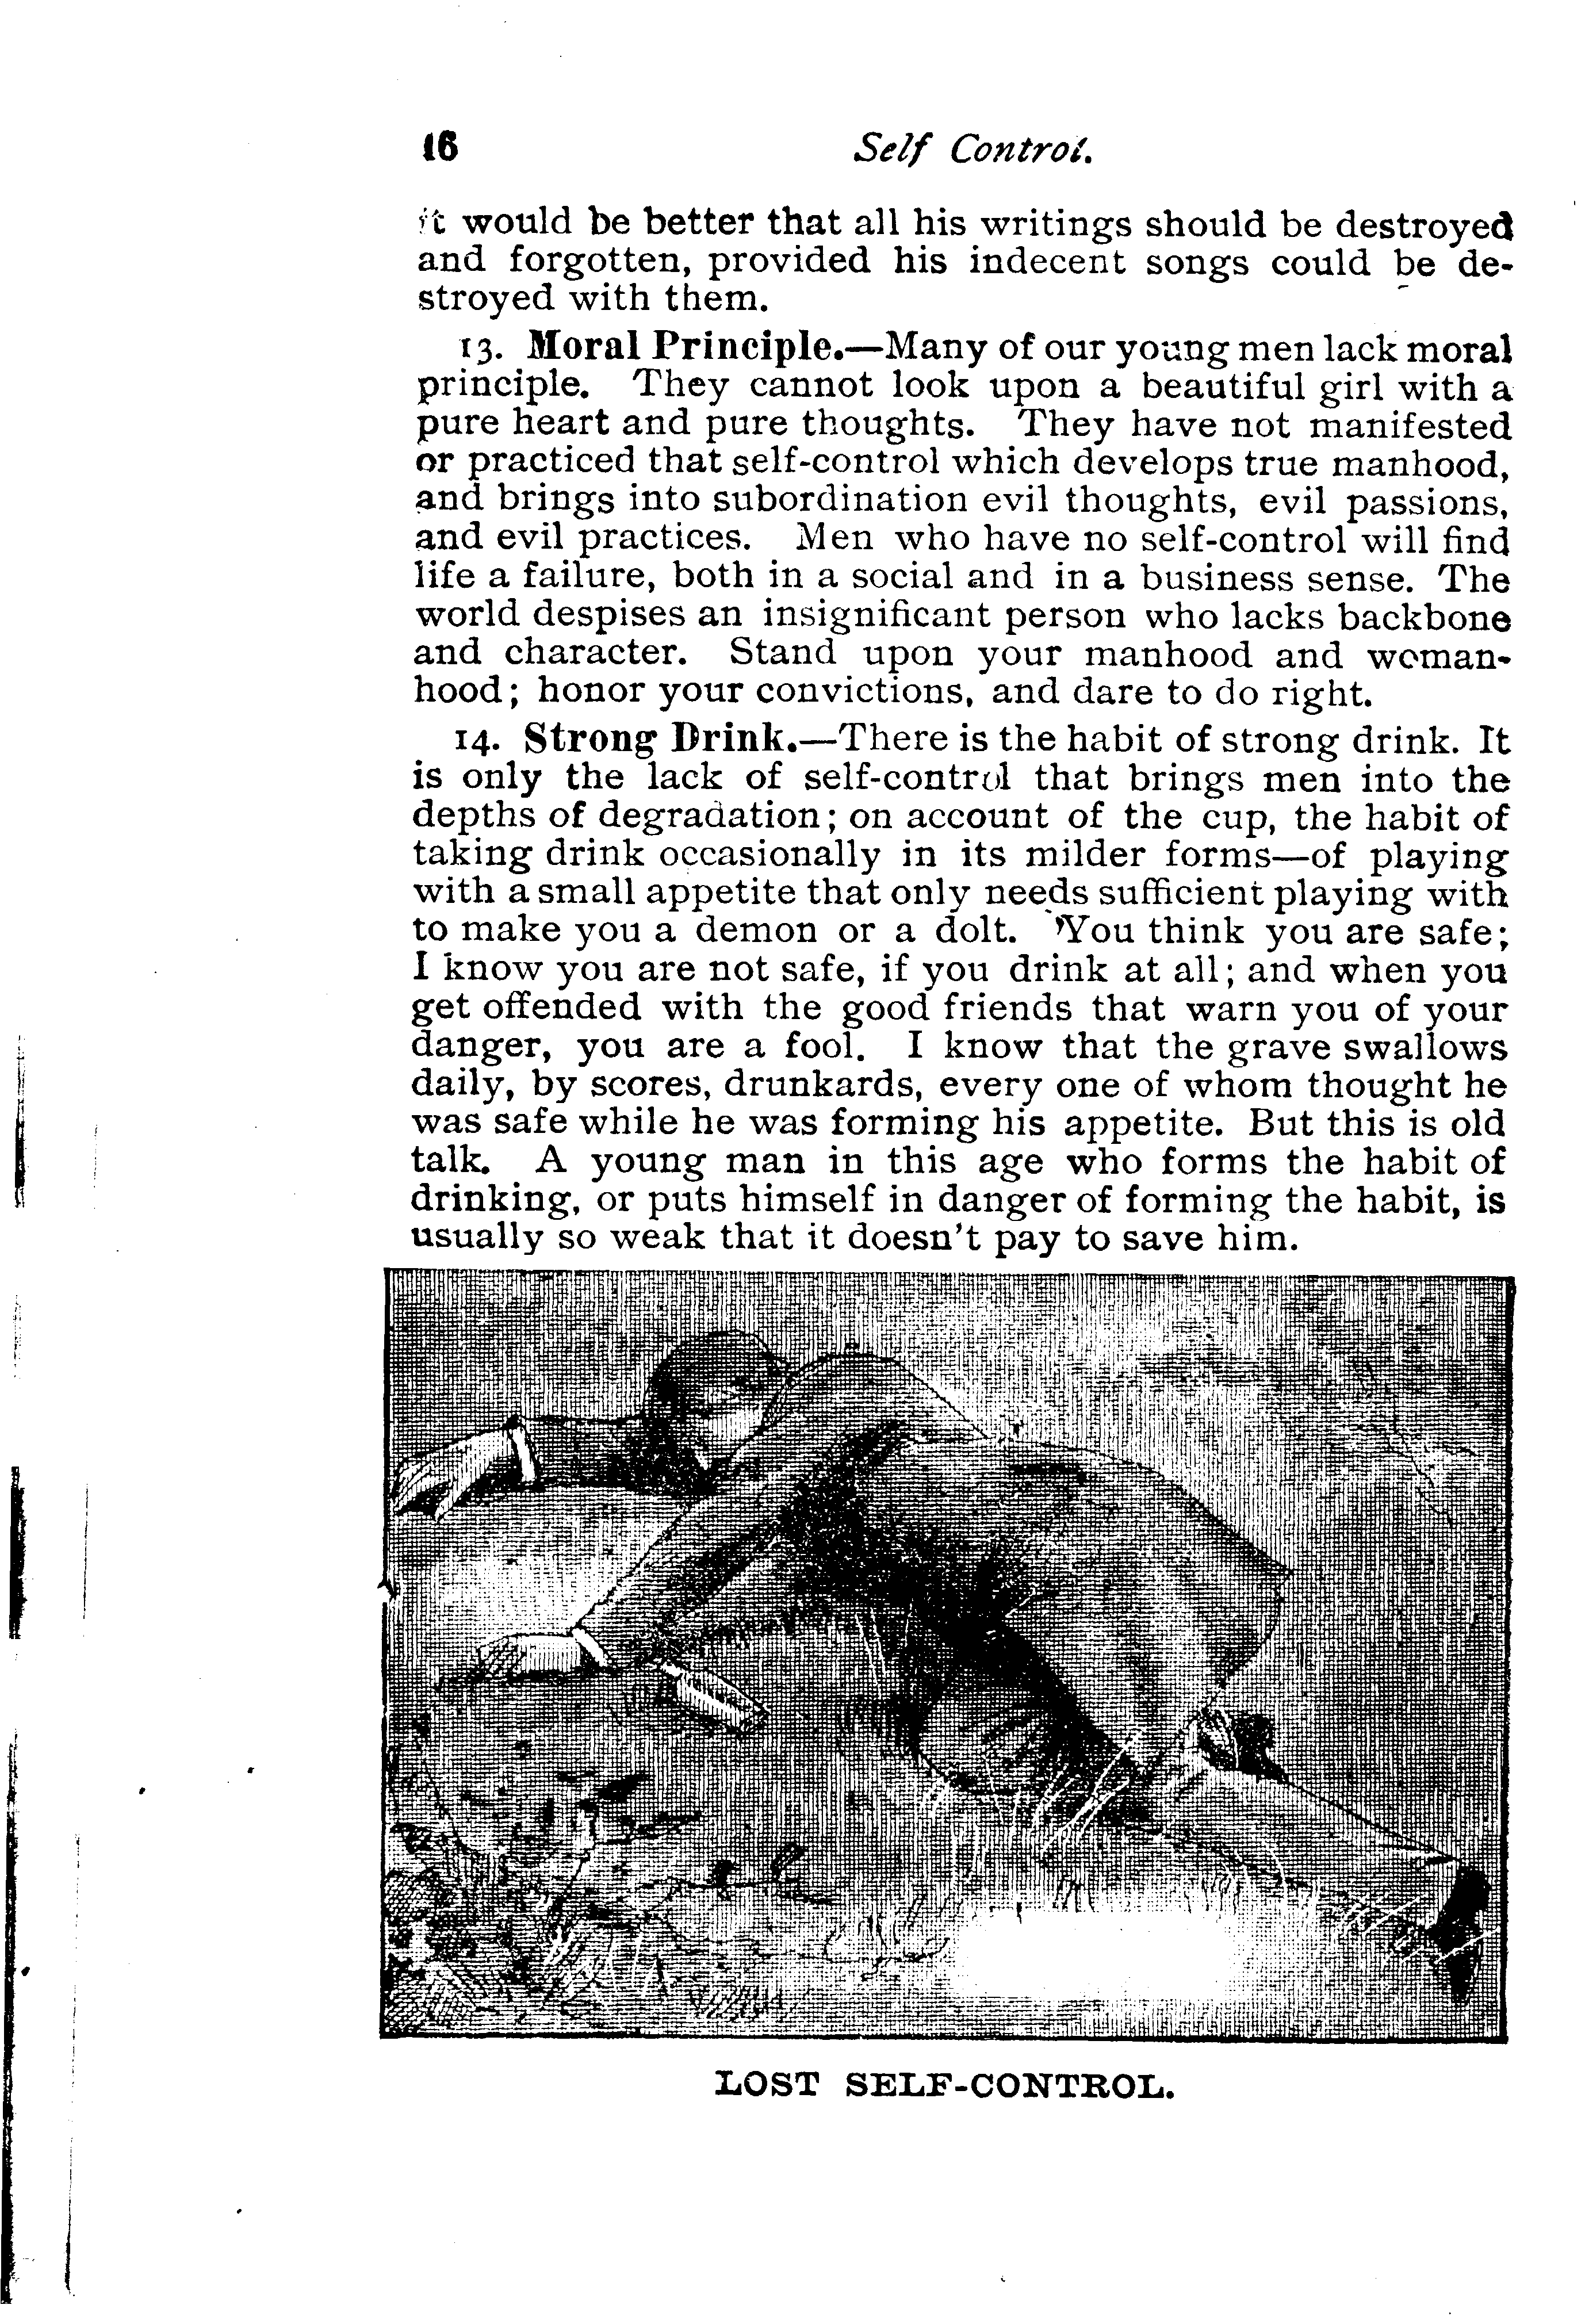 16 Self Control.
it would be better that all his writings should be destroyed
and forgotten, provided his indecent songs could be de-
stroyed with them.
13. Moral Principle.—Many of our young men lack moral
principle. They cannot look upon a beautiful girl with a
pure heart and pure thoughts. They have not manifested
or practiced that self-control which develops true manhood,
and brings into subordination evil thoughts, evil passions,
and evil practices. Men who have no self-control will find
life a failure, both in a social and in a business sense. The
world despises an insignificant person who lacks backbone
and character. Stand upon your manhood and woman-
hood; honor your convictions, and dare to do right.
14. Strong Drink.—There is the habit of strong drink. It
is only the lack of self-control that brings men into the
depths of degradation; on account of the cup, the habit of
taking drink occasionally in its milder forms—of playing
with a small appetite that only needs sufficient playing with
to make you a demon or a dolt. You think you are safe;
I know you are not safe, if you drink at all; and when you
get offended with the good friends that warn you of your
danger, you are a fool. I know that the grave swallows
daily, by scores, drunkards, every one of whom thought he
was safe while he was forming his appetite. But this is old
talk. A young man in this age who forms the habit of
drinking, or puts himself in danger of forming the habit, is
usually so weak that it doesn't pay to save him.
LOST SELF-CONTROL.